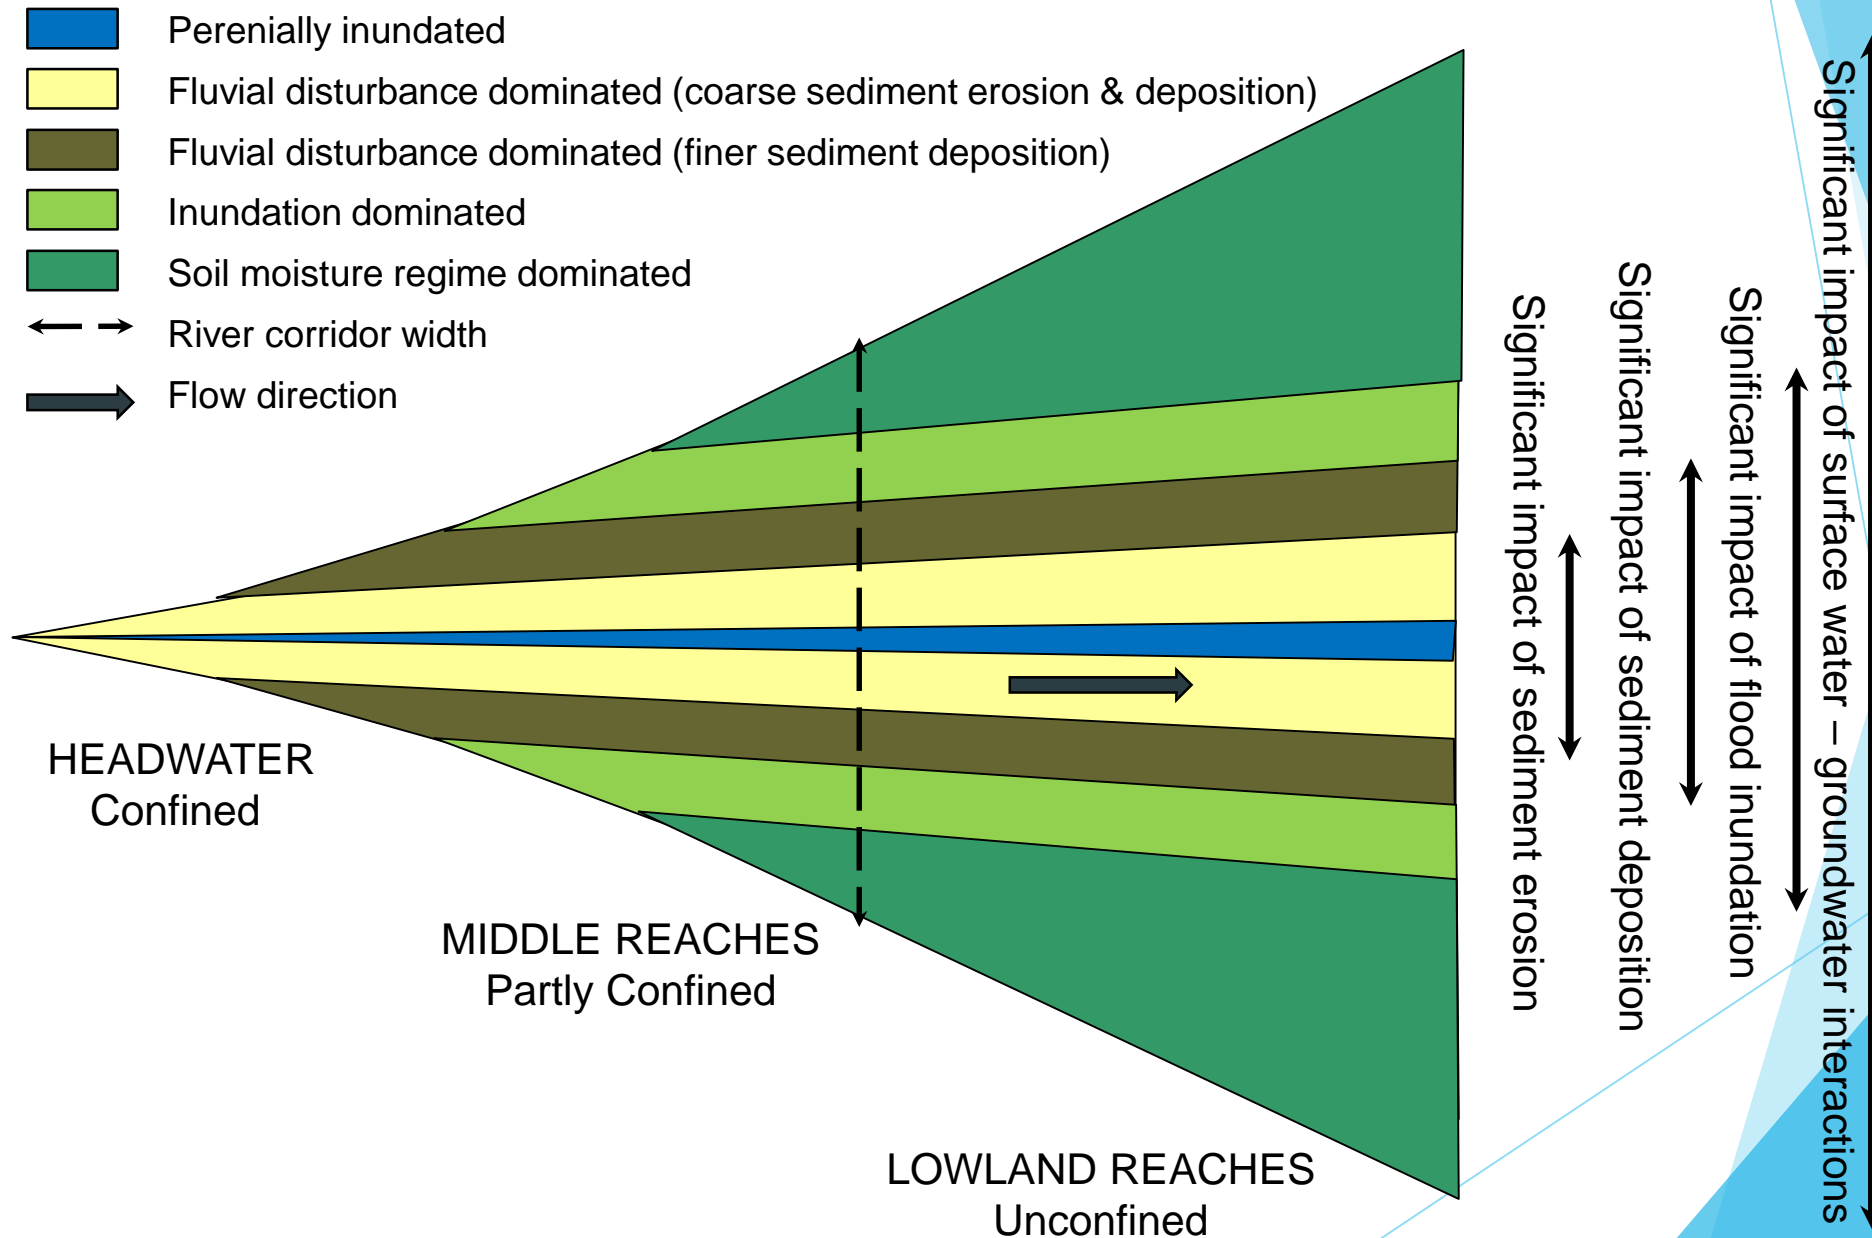 Perenially inundated
Fluvial disturbance dominated (coarse sediment erosion & deposition)
Fluvial disturbance dominated (finer sediment deposition)
Inundation dominated
Soil moisture regime dominated
River corridor width
Flow direction
HEADWATER
Confined
MIDDLE REACHES
Partly Confined
LOWLAND REACHES
Unconfined
Significant impact of sediment erosion
Significant impact of sediment deposition
Significant impact of flood inundation
Significant impact of surface water – groundwater interactions